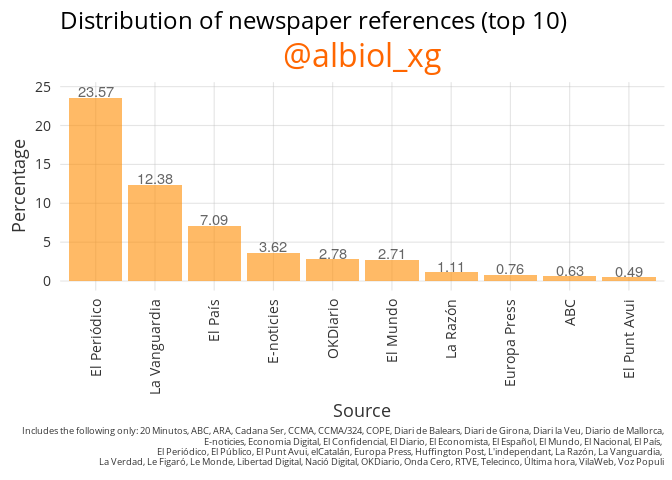 Distribution of newspaper references (top 10)
@albiol_xg
25
20
15
10
5
0
Percentage
23.57
12.38
7.09
3.62
2.78
2.71
1.11
0.76
0.63
0.49
El Periódico
La Vanguardia
El País
E-noticies
OKDiario
El Mundo
La Razón
Europa Press
ABC
El Punt Avui
Source
Includes the following only: 20 Minutos, ABC, ARA, Cadana Ser, CCMA, CCMA/324, COPE, Diari de Balears, Diari de Girona, Diari la Veu, Diario de Mallorca,
E-noticies, Economia Digital, El Confidencial, El Diario, El Economista, El Español, El Mundo, El Nacional, El País,
El Periódico, El Público, El Punt Avui, elCatalán, Europa Press, Huffington Post, L'independant, La Razón, La Vanguardia,
La Verdad, Le Figaró, Le Monde, Libertad Digital, Nació Digital, OKDiario, Onda Cero, RTVE, Telecinco, Última hora, VilaWeb, Voz Populi